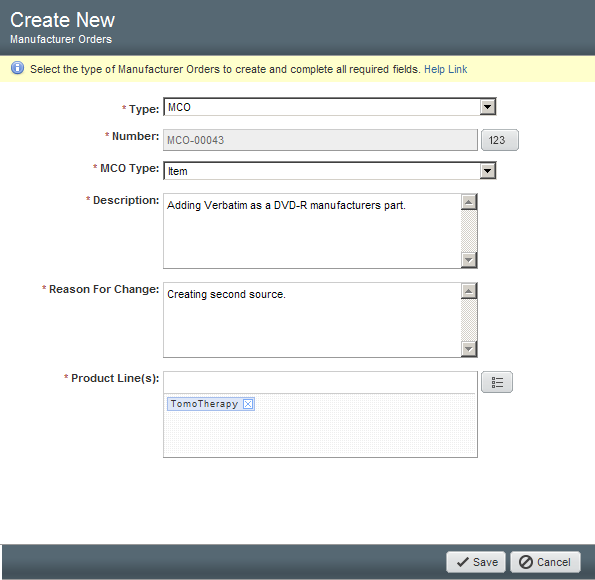 Create New
Manufacturer Orders
Select the type of Manufacturer Orders to create and complete all required fields. Help Link
* Type: MCO
* Number: MCO-00043 123
* MCO Type: Item
* Description: Adding Verbatim as a DVD-R manufacturers part.
* Reason For Change: Creating second source.
* Product Line(s):
TomoTherapy
Save Cancel